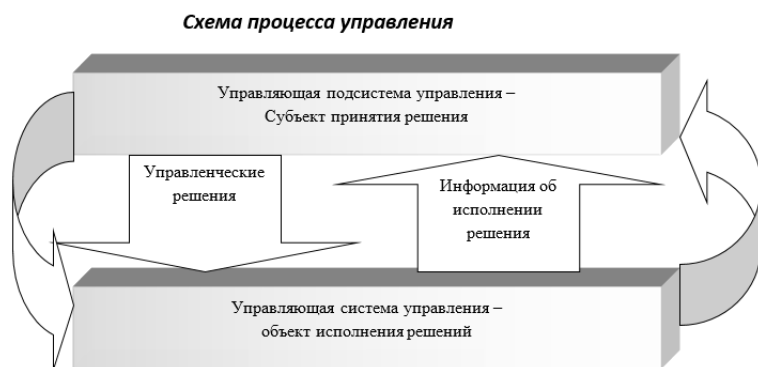 Схема процесса управления
Управляющая подсистема управления –
Субъект принятия решения
Управленческие
решения
Информация об
исполнении
решения
Управляющая система управления –
объект исполнения решений